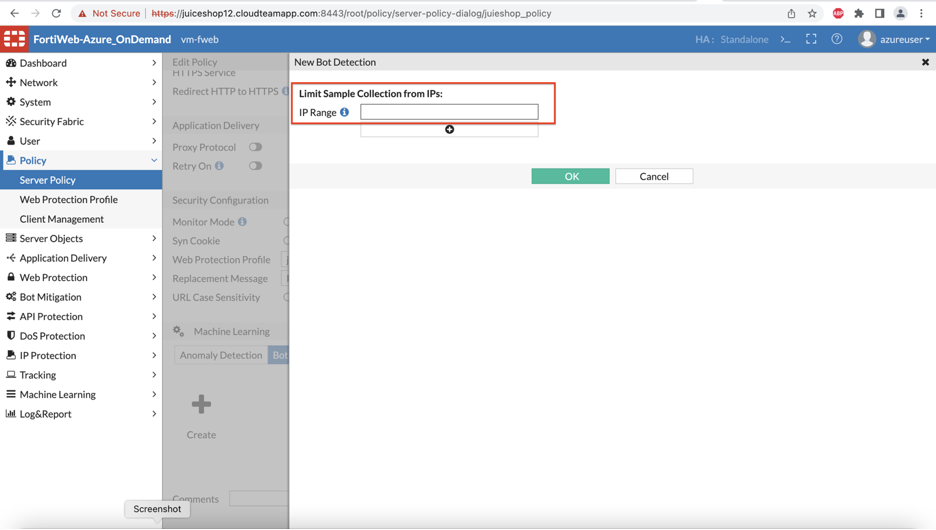 Not Secure | https://juiceshop12.cloudteamapp.com:8443/root/policy/server-policy-dialog/juieshop_policy
ABP
FortiWeb-Azure_OnDemand vm-fweb
HA: Standalone >_ azureuser
Dashboard
Network
System
Security Fabric
User
Policy
Server Policy
Web Protection Profile
Client Management
Server Objects
Application Delivery
Web Protection
Bot Mitigation
API Protection
DoS Protection
IP Protection
Tracking
Machine Learning
Log&Report
Edit Policy
HTTPS Service
Redirect HTTP to HTTPS
Application Delivery
Proxy Protocol
Retry On
Security Configuration
Monitor Mode
Syn Cookie
Web Protection Profile
Replacement Message
URL Case Sensitivity
Machine Learning
Anomaly Detection Bot
Create
Comments
New Bot Detection
Limit Sample Collection from IPs:
IP Range
OK Cancel
Screenshot